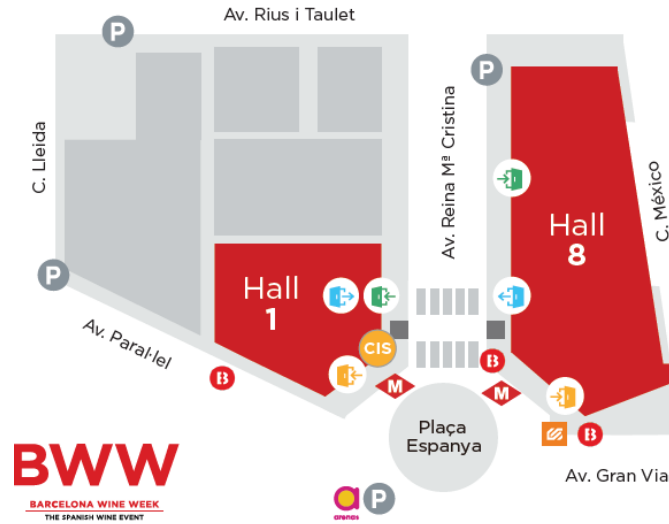 Av. Rius i Taulet
P
P
C. Lleida
Av. Reina Mª Cristina
C. México
Hall
8
Hall
1
P
Av. Paral·lel
CIS
B
B
M
M
Plaça
Espanya
B
Av. Gran Via
BWW
BARCELONA WINE WEEK
THE SPANISH WINE EVENT
a
arenas
P